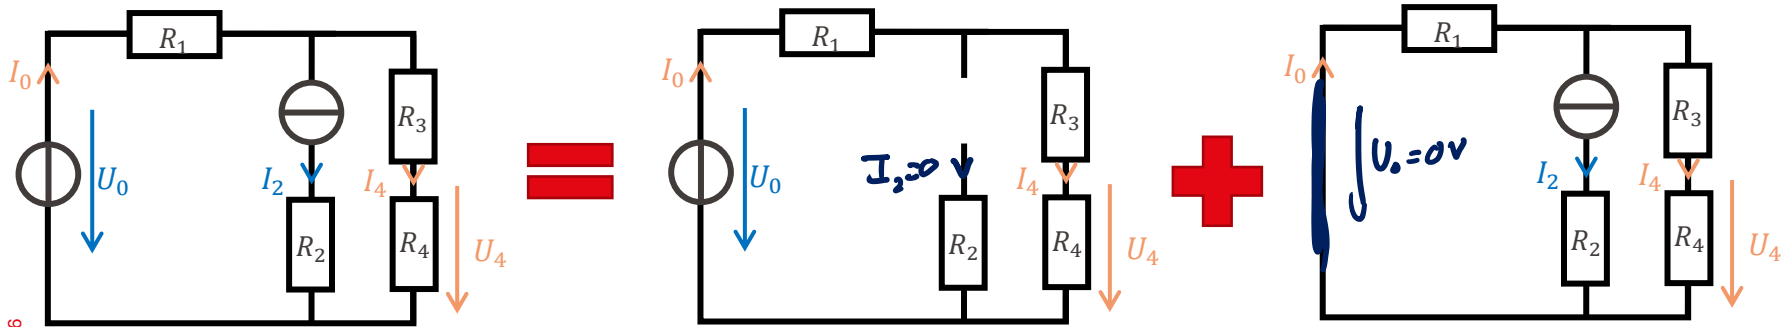 R₁
I₀
R₃
U₀
I₂
I₄
R₂
R₄
U₄
R₁
I₀
R₃
I₂=0
U₀
I₄
R₂
R₄
U₄
R₁
I₀
R₃
U₀=0V
I₂
I₄
R₂
R₄
U₄
6